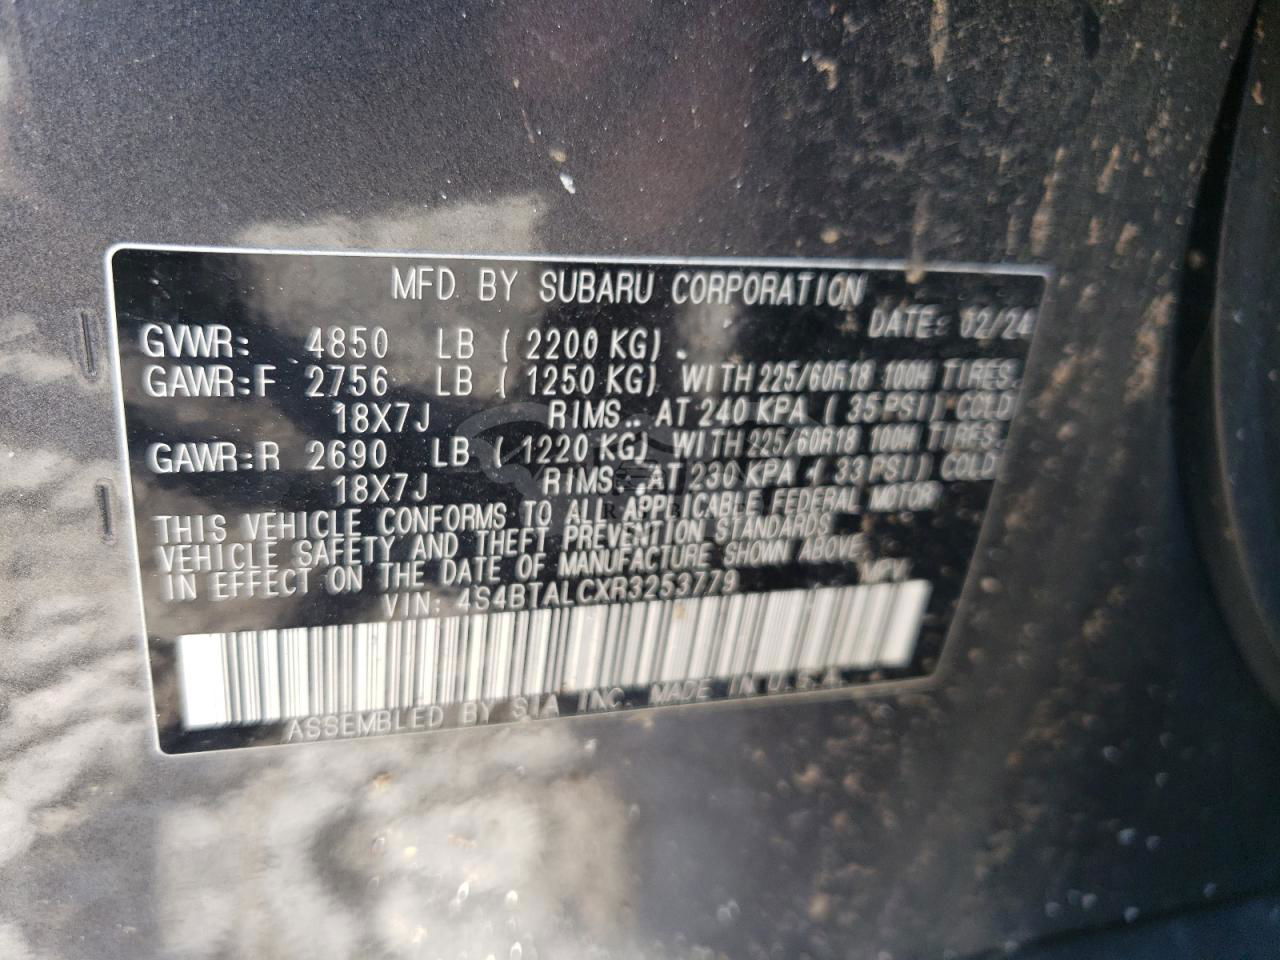 MFD. BY SUBARU CORPORATION
DATE: 02/24
GVWR: 4850 LB (2200 KG).
GAWR:F 2756 LB (1250 KG) WITH 225/60R18 100H TIRES.
18X7J RIMS.. AT 240 KPA (35 PSI) COLD
GAWR:R 2690 LB (1220 KG) WITH 225/60R18 100H TIRES.
18X7J RIMS.. AT 230 KPA (33 PSI) COLD
THIS VEHICLE CONFORMS TO ALL APPLICABLE FEDERAL MOTOR
VEHICLE SAFETY AND THEFT PREVENTION STANDARDS
IN EFFECT ON THE DATE OF MANUFACTURE SHOWN ABOVE
VIN: 4S4BTALCXR3253779 MPV
ASSEMBLED BY SIA INC. MADE IN U.S.A.